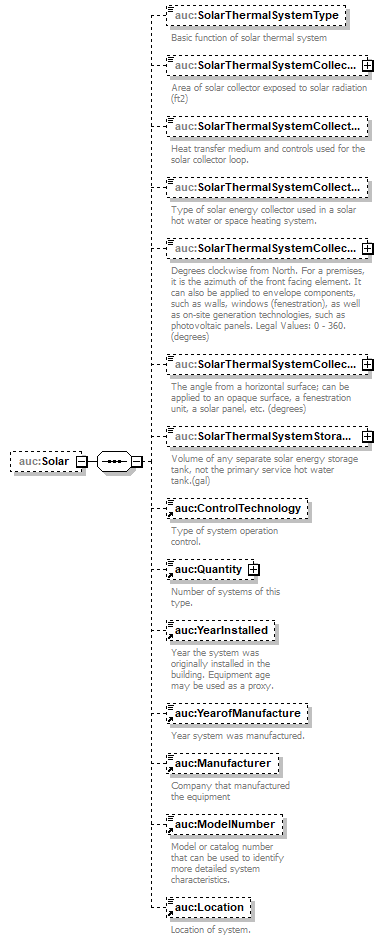 auc:SolarThermalSystemType
Basic function of solar thermal system
auc:SolarThermalSystemCollec...
Area of solar collector exposed to solar radiation
(ft2)
auc:SolarThermalSystemCollect...
Heat transfer medium and controls used for the
solar collector loop.
auc:SolarThermalSystemCollect...
Type of solar energy collector used in a solar
hot water or space heating system.
auc:SolarThermalSystemCollec...
Degrees clockwise from North. For a premises,
it is the azimuth of the front facing element. It
can also be applied to envelope components,
such as walls, windows (fenestration), as well
as on-site generation technologies, such as
photovoltaic panels. Legal Values: 0 - 360.
(degrees)
auc:SolarThermalSystemCollec...
The angle from a horizontal surface; can be
applied to an opaque surface, a fenestration
unit, a solar panel, etc. (degrees)
auc:SolarThermalSystemStora...
Volume of any separate solar energy storage
tank, not the primary service hot water
tank.(gal)
auc:Solar
auc:ControlTechnology
Type of system operation
control.
auc:Quantity
Number of systems of this
type.
auc:YearInstalled
Year the system was
originally installed in the
building. Equipment age
may be used as a proxy.
auc:YearofManufacture
Year system was manufactured.
auc:Manufacturer
Company that manufactured
the equipment
auc:ModelNumber
Model or catalog number
that can be used to identify
more detailed system
characteristics.
auc:Location
Location of system.